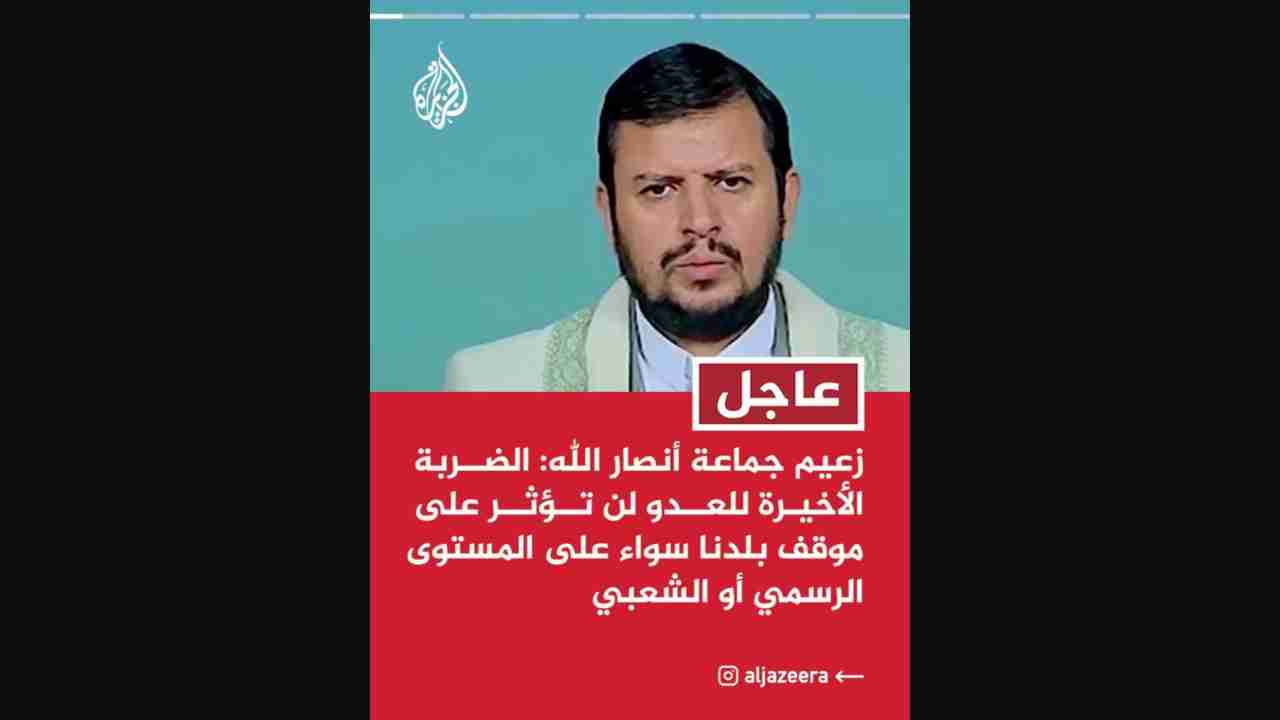 الجزيرة
عاجل
زعيم جماعة أنصار الله: الضربة
الأخيرة للعدو لن تؤثر على
موقف بلدنا سواء على المستوى
الرسمي أو الشعبي
aljazeera